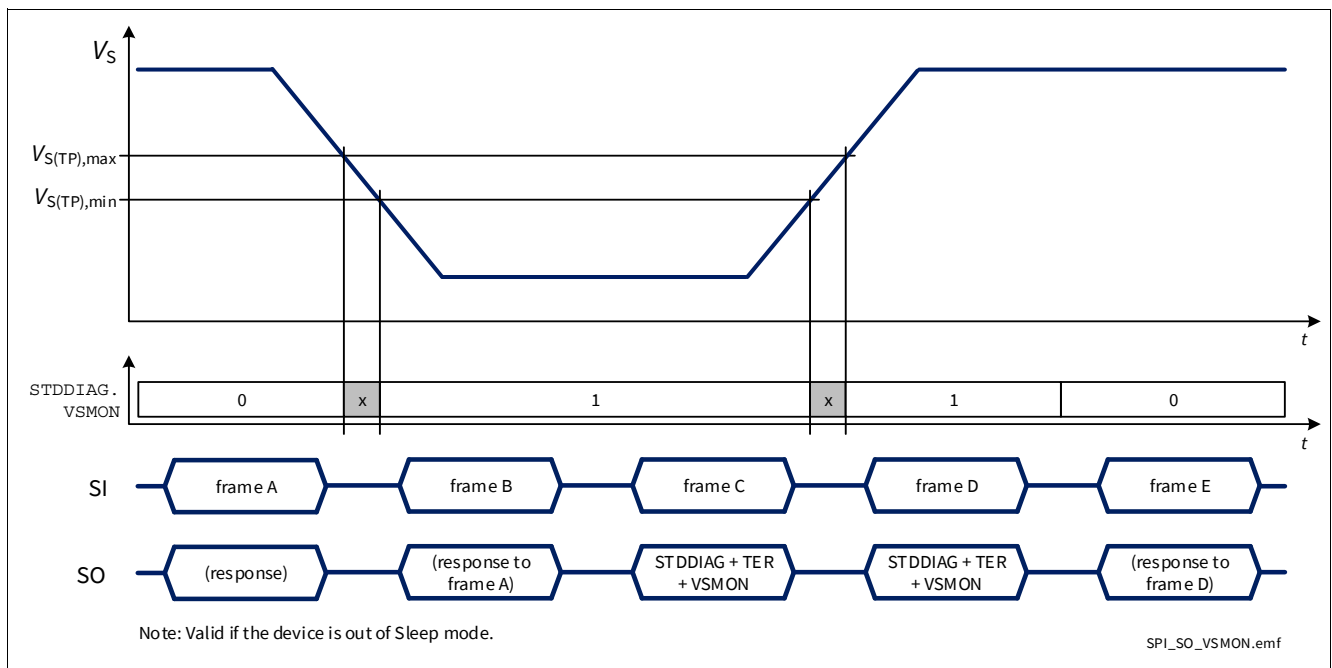 VS
VS(TP),max
VS(TP),min
t
STDDIAG.
VSMON
0
x
1
x
1
0
t
SI
frame A
frame B
frame C
frame D
frame E
SO
(response)
(response to
frame A)
STDDIAG + TER
+ VSMON
STDDIAG + TER
+ VSMON
(response to
frame D)
Note: Valid if the device is out of Sleep mode.
SPI_SO_VSMON.emf